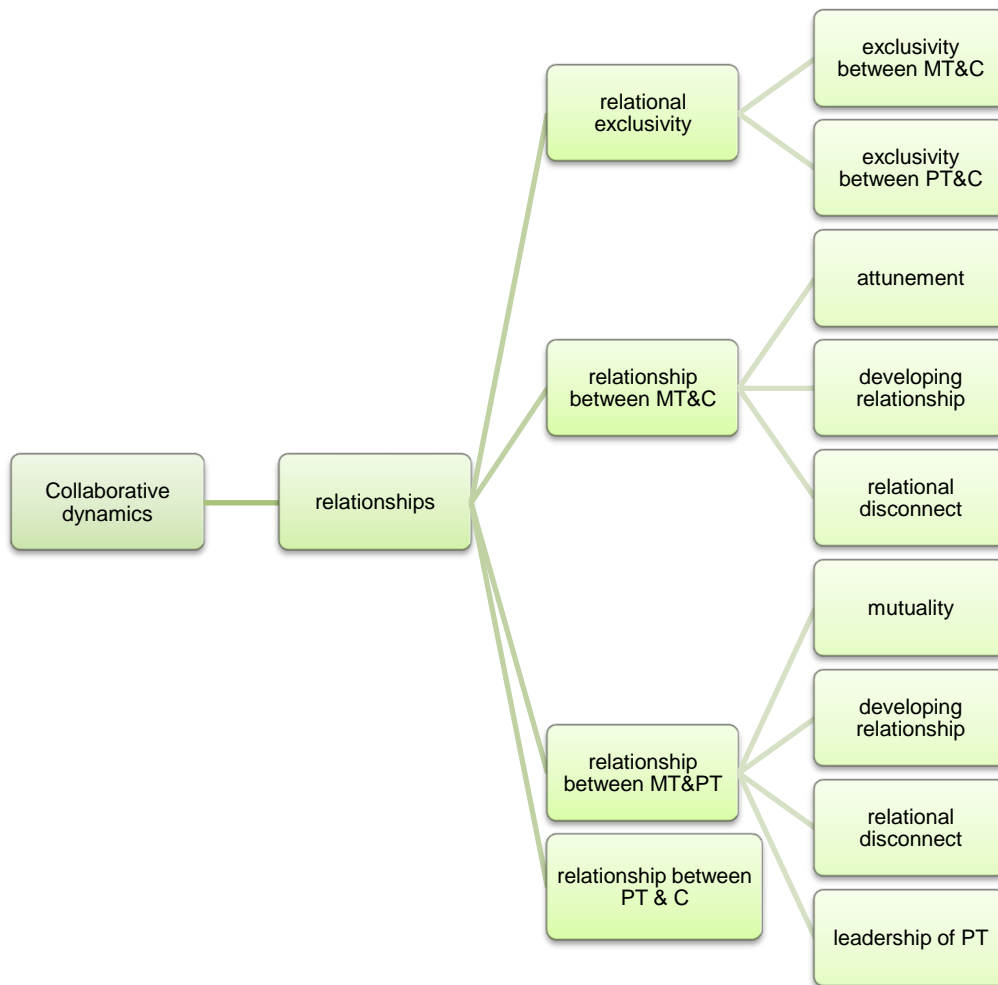 Collaborative
dynamics
relationships
relational
exclusivity
exclusivity
between MT&C
exclusivity
between PT&C
relationship
between MT&C
attunement
developing
relationship
relational
disconnect
relationship
between MT&PT
mutuality
developing
relationship
relational
disconnect
leadership of PT
relationship between
PT & C